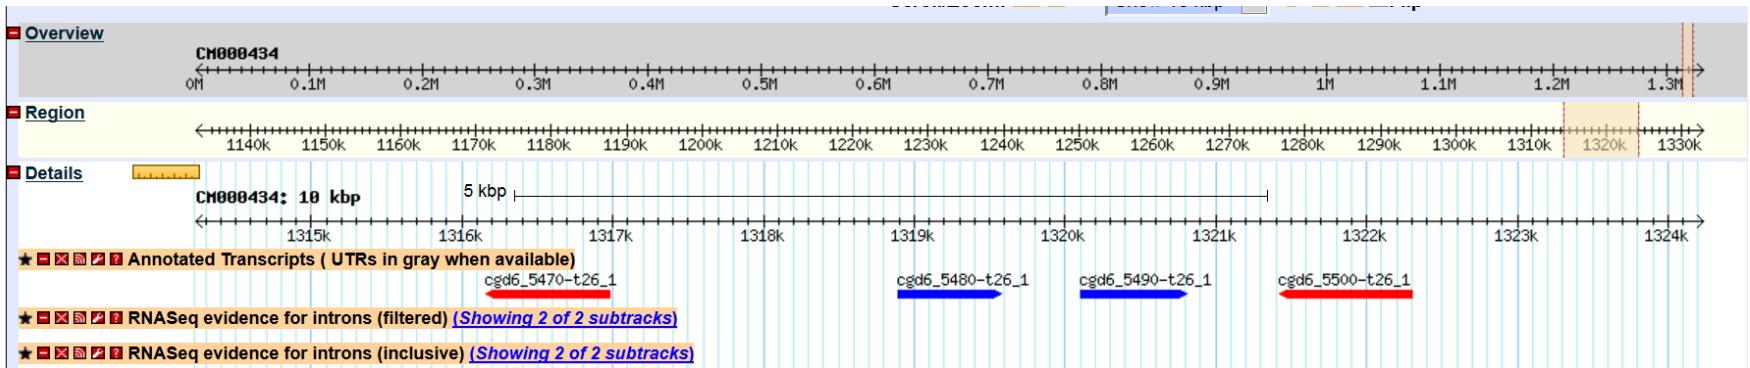 Overview
CM000434
0M 0.1M 0.2M 0.3M 0.4M 0.5M 0.6M 0.7M 0.8M 0.9M 1M 1.1M 1.2M 1.3M
Region
1140k 1150k 1160k 1170k 1180k 1190k 1200k 1210k 1220k 1230k 1240k 1250k 1260k 1270k 1280k 1290k 1300k 1310k 1320k 1330k
Details
CM000434: 10 kbp 5 kbp
1315k 1316k 1317k 1318k 1319k 1320k 1321k 1322k 1323k 1324k
Annotated Transcripts ( UTRs in gray when available)
cgd6_5470-t26_1 cgd6_5480-t26_1 cgd6_5490-t26_1 cgd6_5500-t26_1
RNASeq evidence for introns (filtered) (Showing 2 of 2 subtracks)
RNASeq evidence for introns (inclusive) (Showing 2 of 2 subtracks)